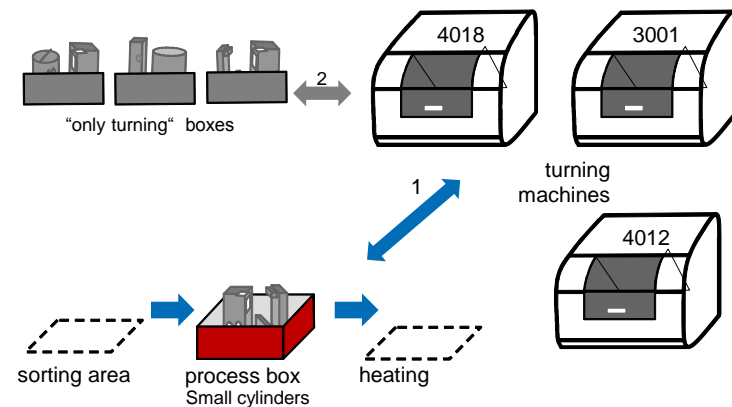 4018
3001
2
“only turning“ boxes
turning
machines
1
4012
sorting area
process box
Small cylinders
heating